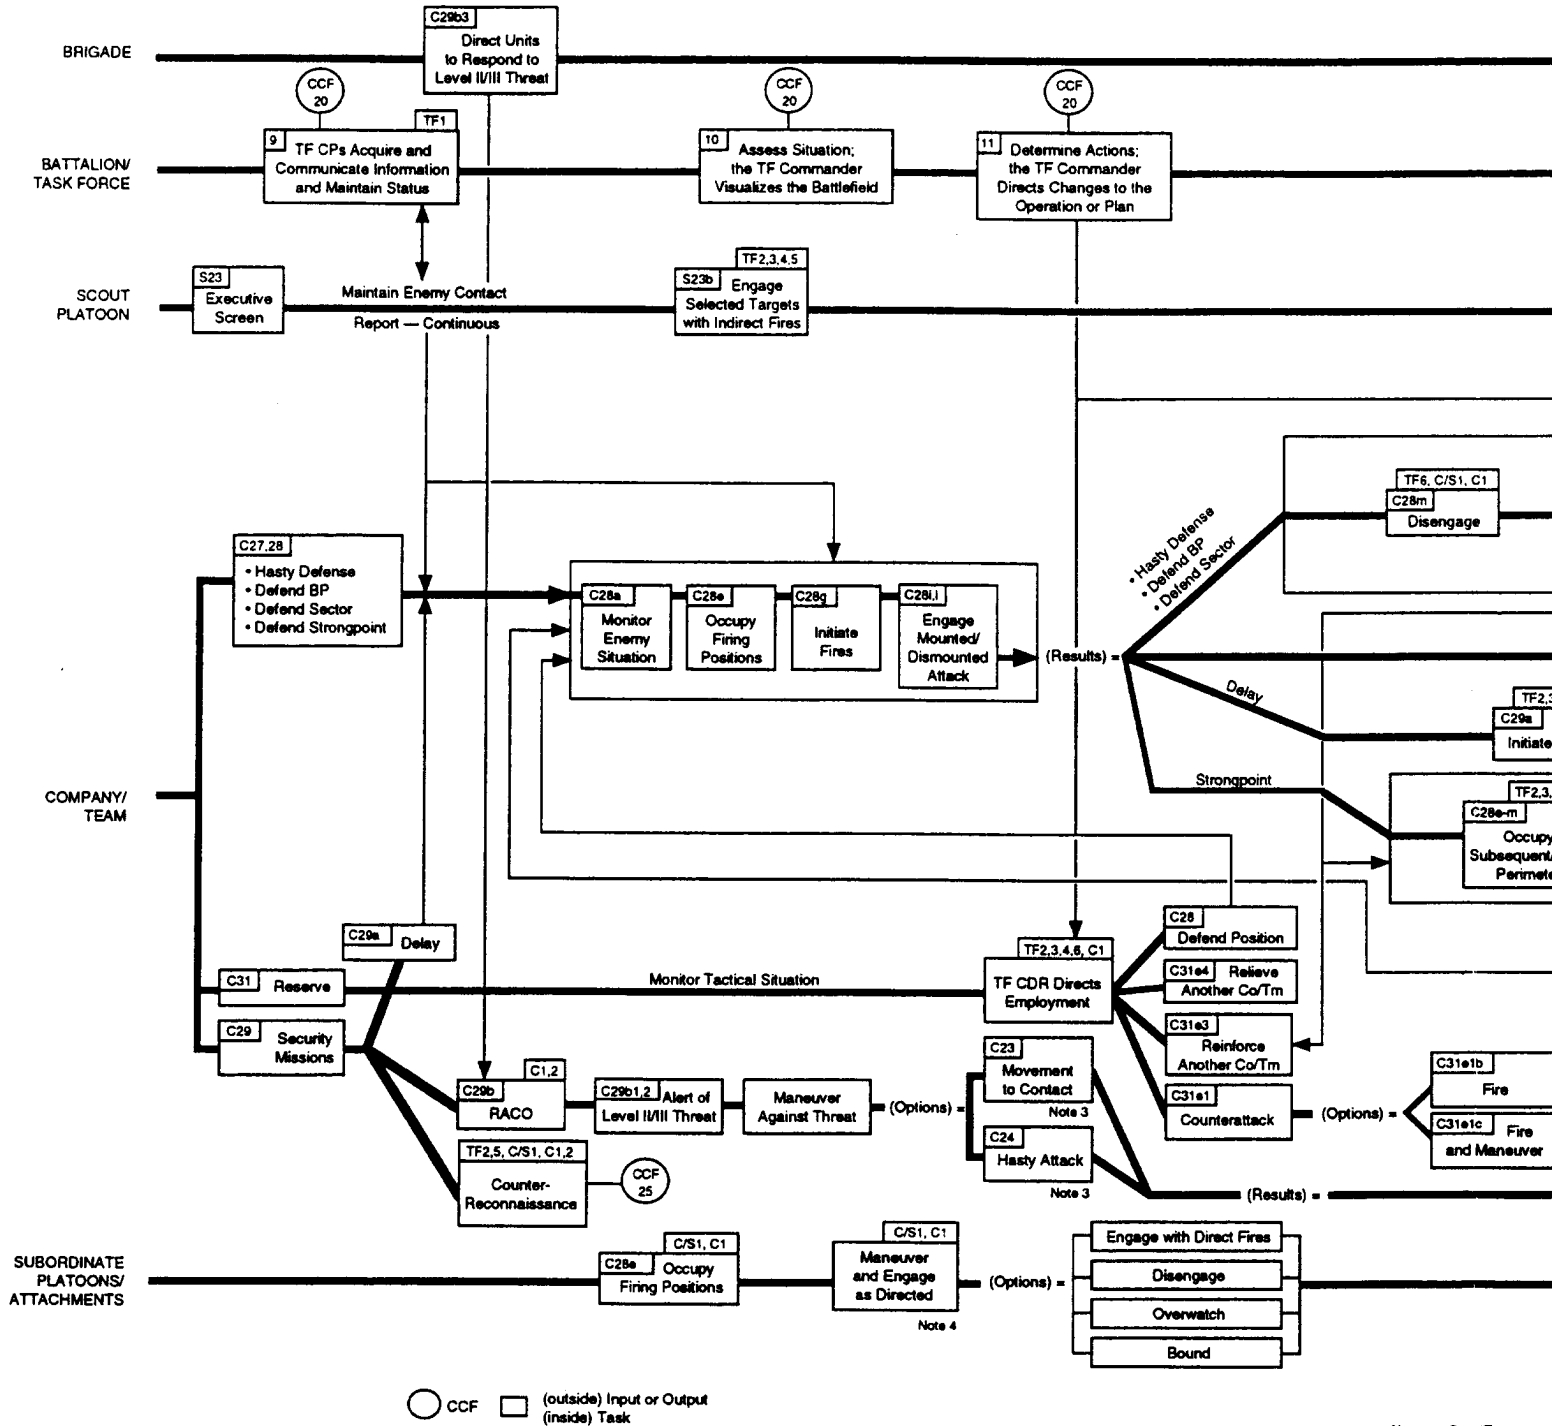 C29b3
Direct Units
to Respond to
Level II/III Threat
BRIGADE
CCF
20
CCF
20
CCF
20
TF1
9
TF CPs Acquire and
Communicate Information
and Maintain Status
10
Assess Situation;
the TF Commander
Visualizes the Battlefield
11
Determine Actions;
the TF Commander
Directs Changes to the
Operation or Plan
BATTALION/
TASK FORCE
SCOUT
PLATOON
S23
Executive
Screen
Maintain Enemy Contact
Report — Continuous
TF2,3,4,5
S23b
Engage
Selected Targets
with Indirect Fires
TF6, C/S1, C1
C28m
Disengage
• Hasty Defense
• Defend BP
• Defend Sector
C27,28
• Hasty Defense
• Defend BP
• Defend Sector
• Defend Strongpoint
C28a
Monitor
Enemy
Situation
C28e
Occupy
Firing
Positions
C28g
Initiate
Fires
C28i,l
Engage
Mounted/
Dismounted
Attack
(Results) =
Delay
TF2,3
C29a
Initiate
Strongpoint
TF2,3,
C28e-m
Occupy
Subsequent/
Perimete
COMPANY/
TEAM
C29a
Delay
C31
Reserve
Monitor Tactical Situation
TF2,3,4,6, C1
TF CDR Directs
Employment
C28
Defend Position
C31e4
Relieve
Another Co/Tm
C31e3
Reinforce
Another Co/Tm
C31e1
Counterattack
(Options) =
C31e1b
Fire
C31e1c
Fire
and Maneuver
C29
Security
Missions
C1,2
C29b
RACO
C29b1,2
Alert of
Level II/III Threat
Maneuver
Against Threat
(Options) =
C23
Movement
to Contact
Note 3
C24
Hasty Attack
Note 3
(Results) =
TF2,5, C/S1, C1,2
Counter-
Reconnaissance
CCF
25
SUBORDINATE
PLATOONS/
ATTACHMENTS
C/S1, C1
C28e
Occupy
Firing Positions
C/S1, C1
Maneuver
and Engage
as Directed
Note 4
(Options) =
Engage with Direct Fires
Disengage
Overwatch
Bound
CCF
(outside) Input or Output
(inside) Task